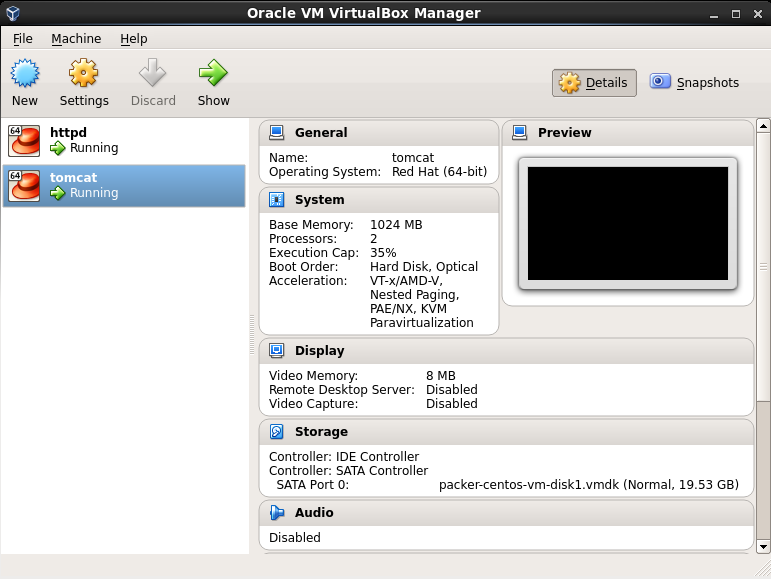 Oracle VM VirtualBox Manager
File Machine Help
New Settings Discard Show Details Snapshots
64 httpd
Running
64 tomcat
Running
General
Name: tomcat
Operating System: Red Hat (64-bit)
Preview
System
Base Memory: 1024 MB
Processors: 2
Execution Cap: 35%
Boot Order: Hard Disk, Optical
Acceleration: VT-x/AMD-V,
Nested Paging,
PAE/NX, KVM
Paravirtualization
Display
Video Memory: 8 MB
Remote Desktop Server: Disabled
Video Capture: Disabled
Storage
Controller: IDE Controller
Controller: SATA Controller
SATA Port 0: packer-centos-vm-disk1.vmdk (Normal, 19.53 GB)
Audio
Disabled